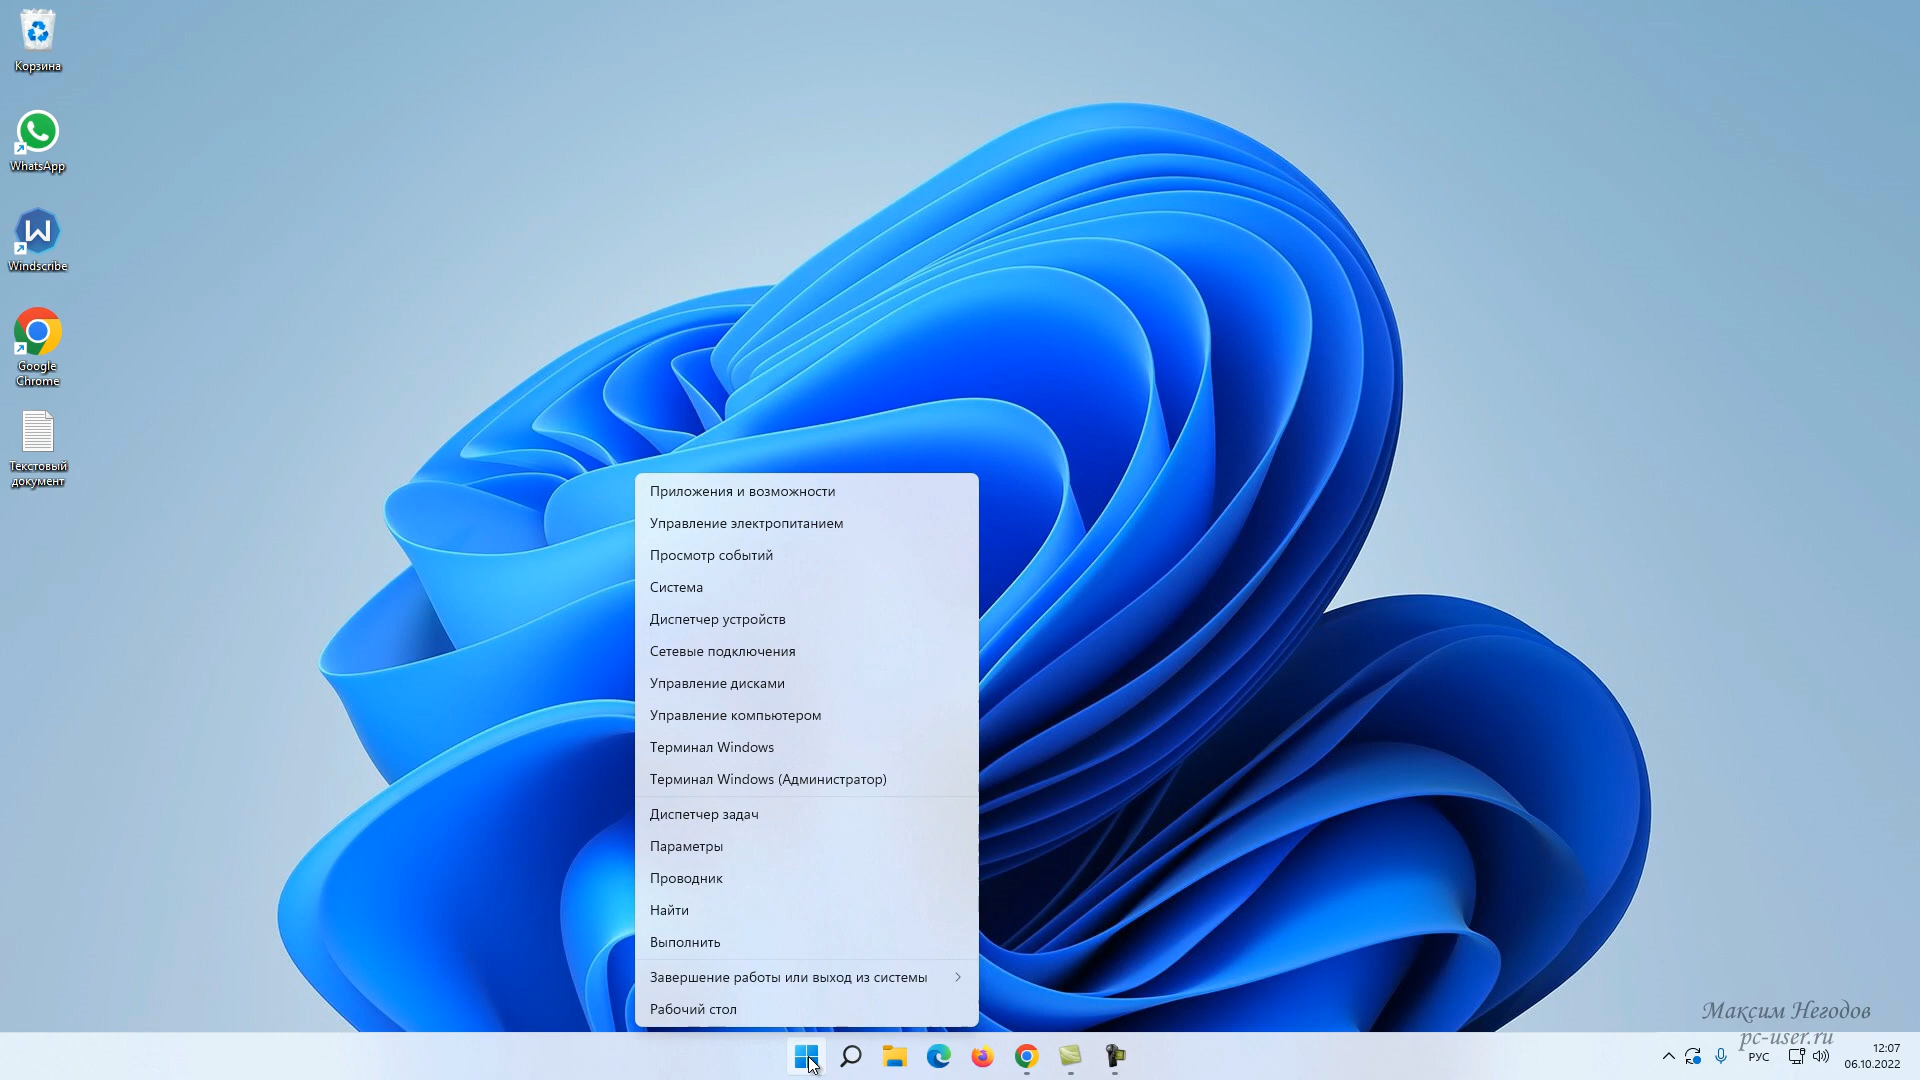 Корзина
WhatsApp
Windscribe
Google
Chrome
Текстовый
документ
Приложения и возможности
Управление электропитанием
Просмотр событий
Система
Диспетчер устройств
Сетевые подключения
Управление дисками
Управление компьютером
Терминал Windows
Терминал Windows (Администратор)
Диспетчер задач
Параметры
Проводник
Найти
Выполнить
Завершение работы или выход из системы
Рабочий стол
Максим Негодов
pc-user.ru
РУС
12:07
06.10.2022